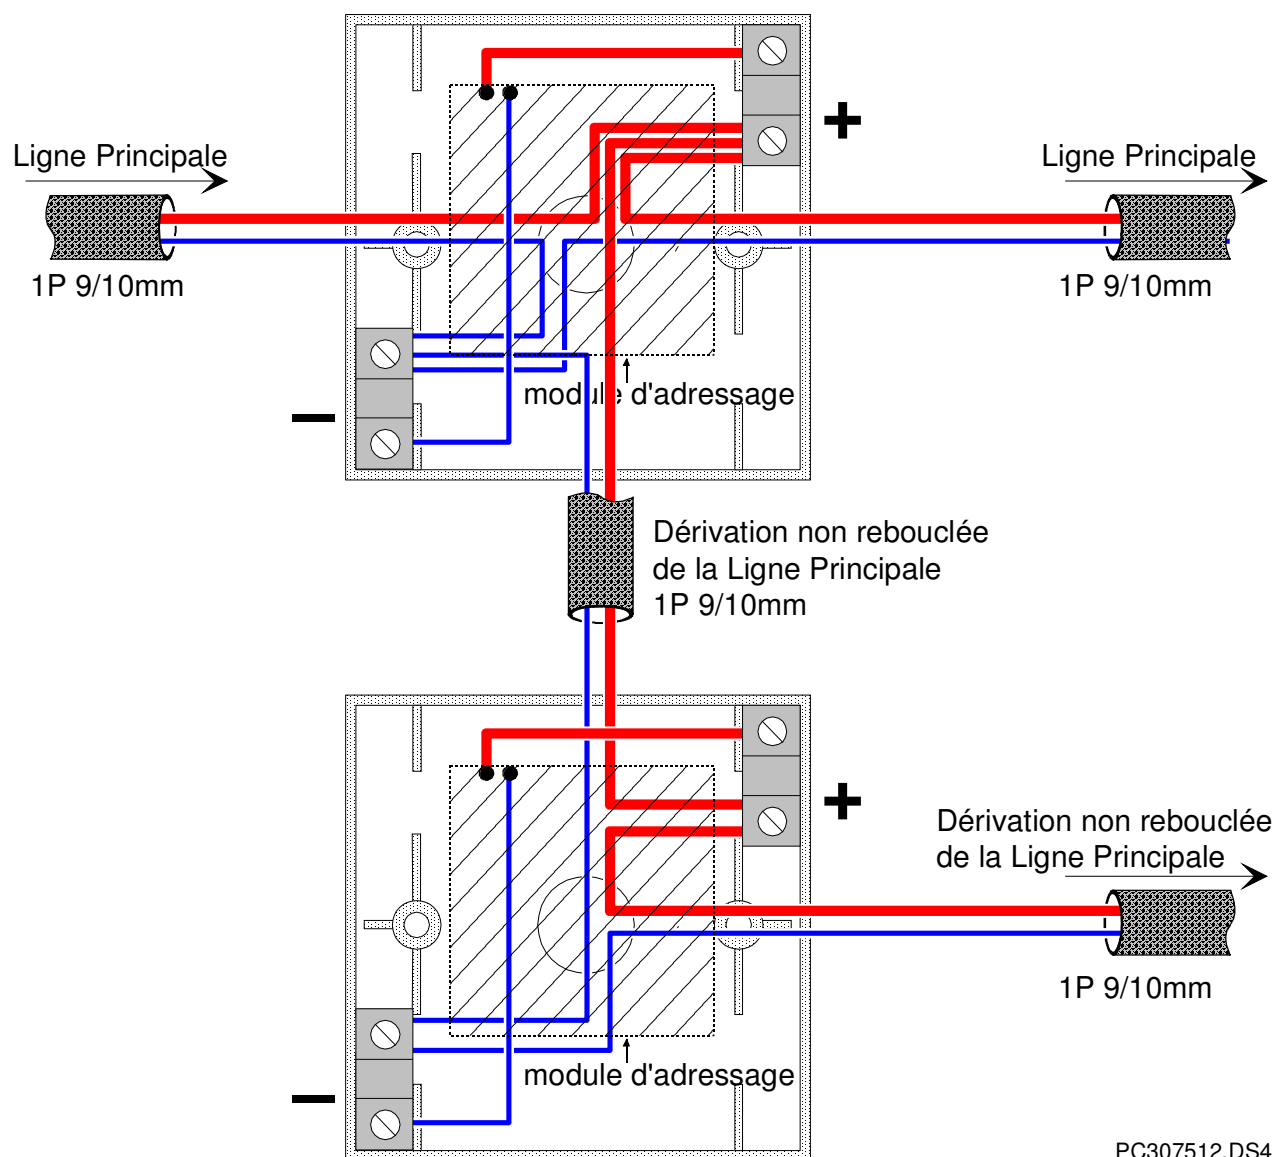 Ligne Principale
Ligne Principale
1P 9/10mm
1P 9/10mm
+
module d'adressage
−
Dérivation non rebouclée
de la Ligne Principale
1P 9/10mm
+
Dérivation non rebouclée
de la Ligne Principale
1P 9/10mm
module d'adressage
−
PC307512.DS4